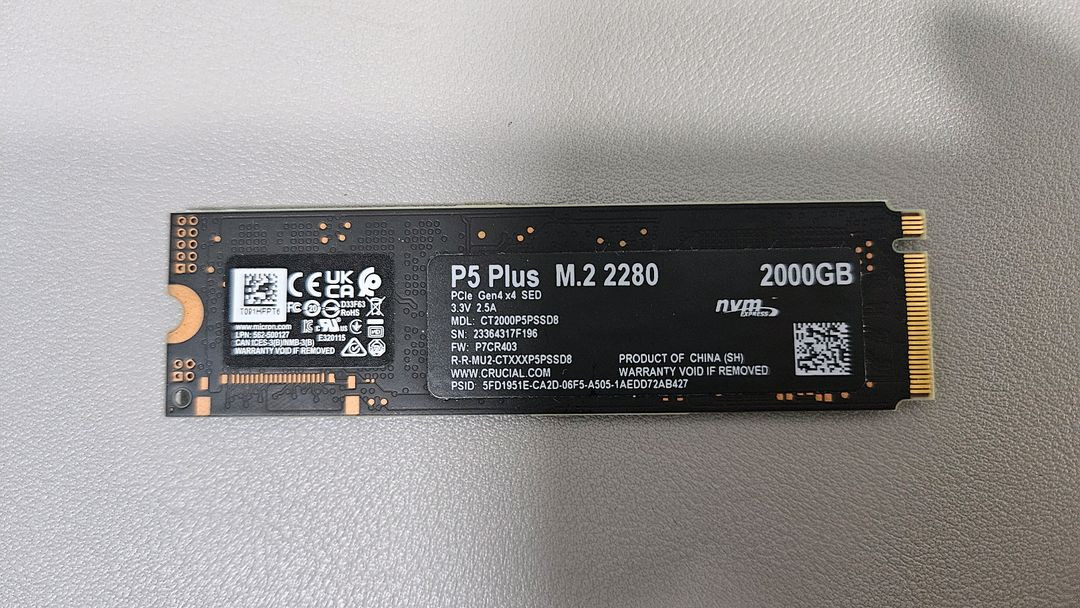 T091HFPT6
CE UK CA
D33F63
RoHS
www.micron.com
LPN: 562-500127
E320115
CAN ICES-3(B)/NMB-3(B)
WARRANTY VOID IF REMOVED
P5 Plus M.2 2280 2000GB
PCIe Gen4 x4 SED
3.3V 2.5A
nvm EXPRESS
MDL: CT2000P5PSSD8
SN: 23364317F196
FW: P7CR403
R-R-MU2-CTXXXP5PSSD8
PRODUCT OF CHINA (SH)
WWW.CRUCIAL.COM
WARRANTY VOID IF REMOVED
PSID: 5FD1951E-CA2D-06F5-A505-1AEDD72AB427